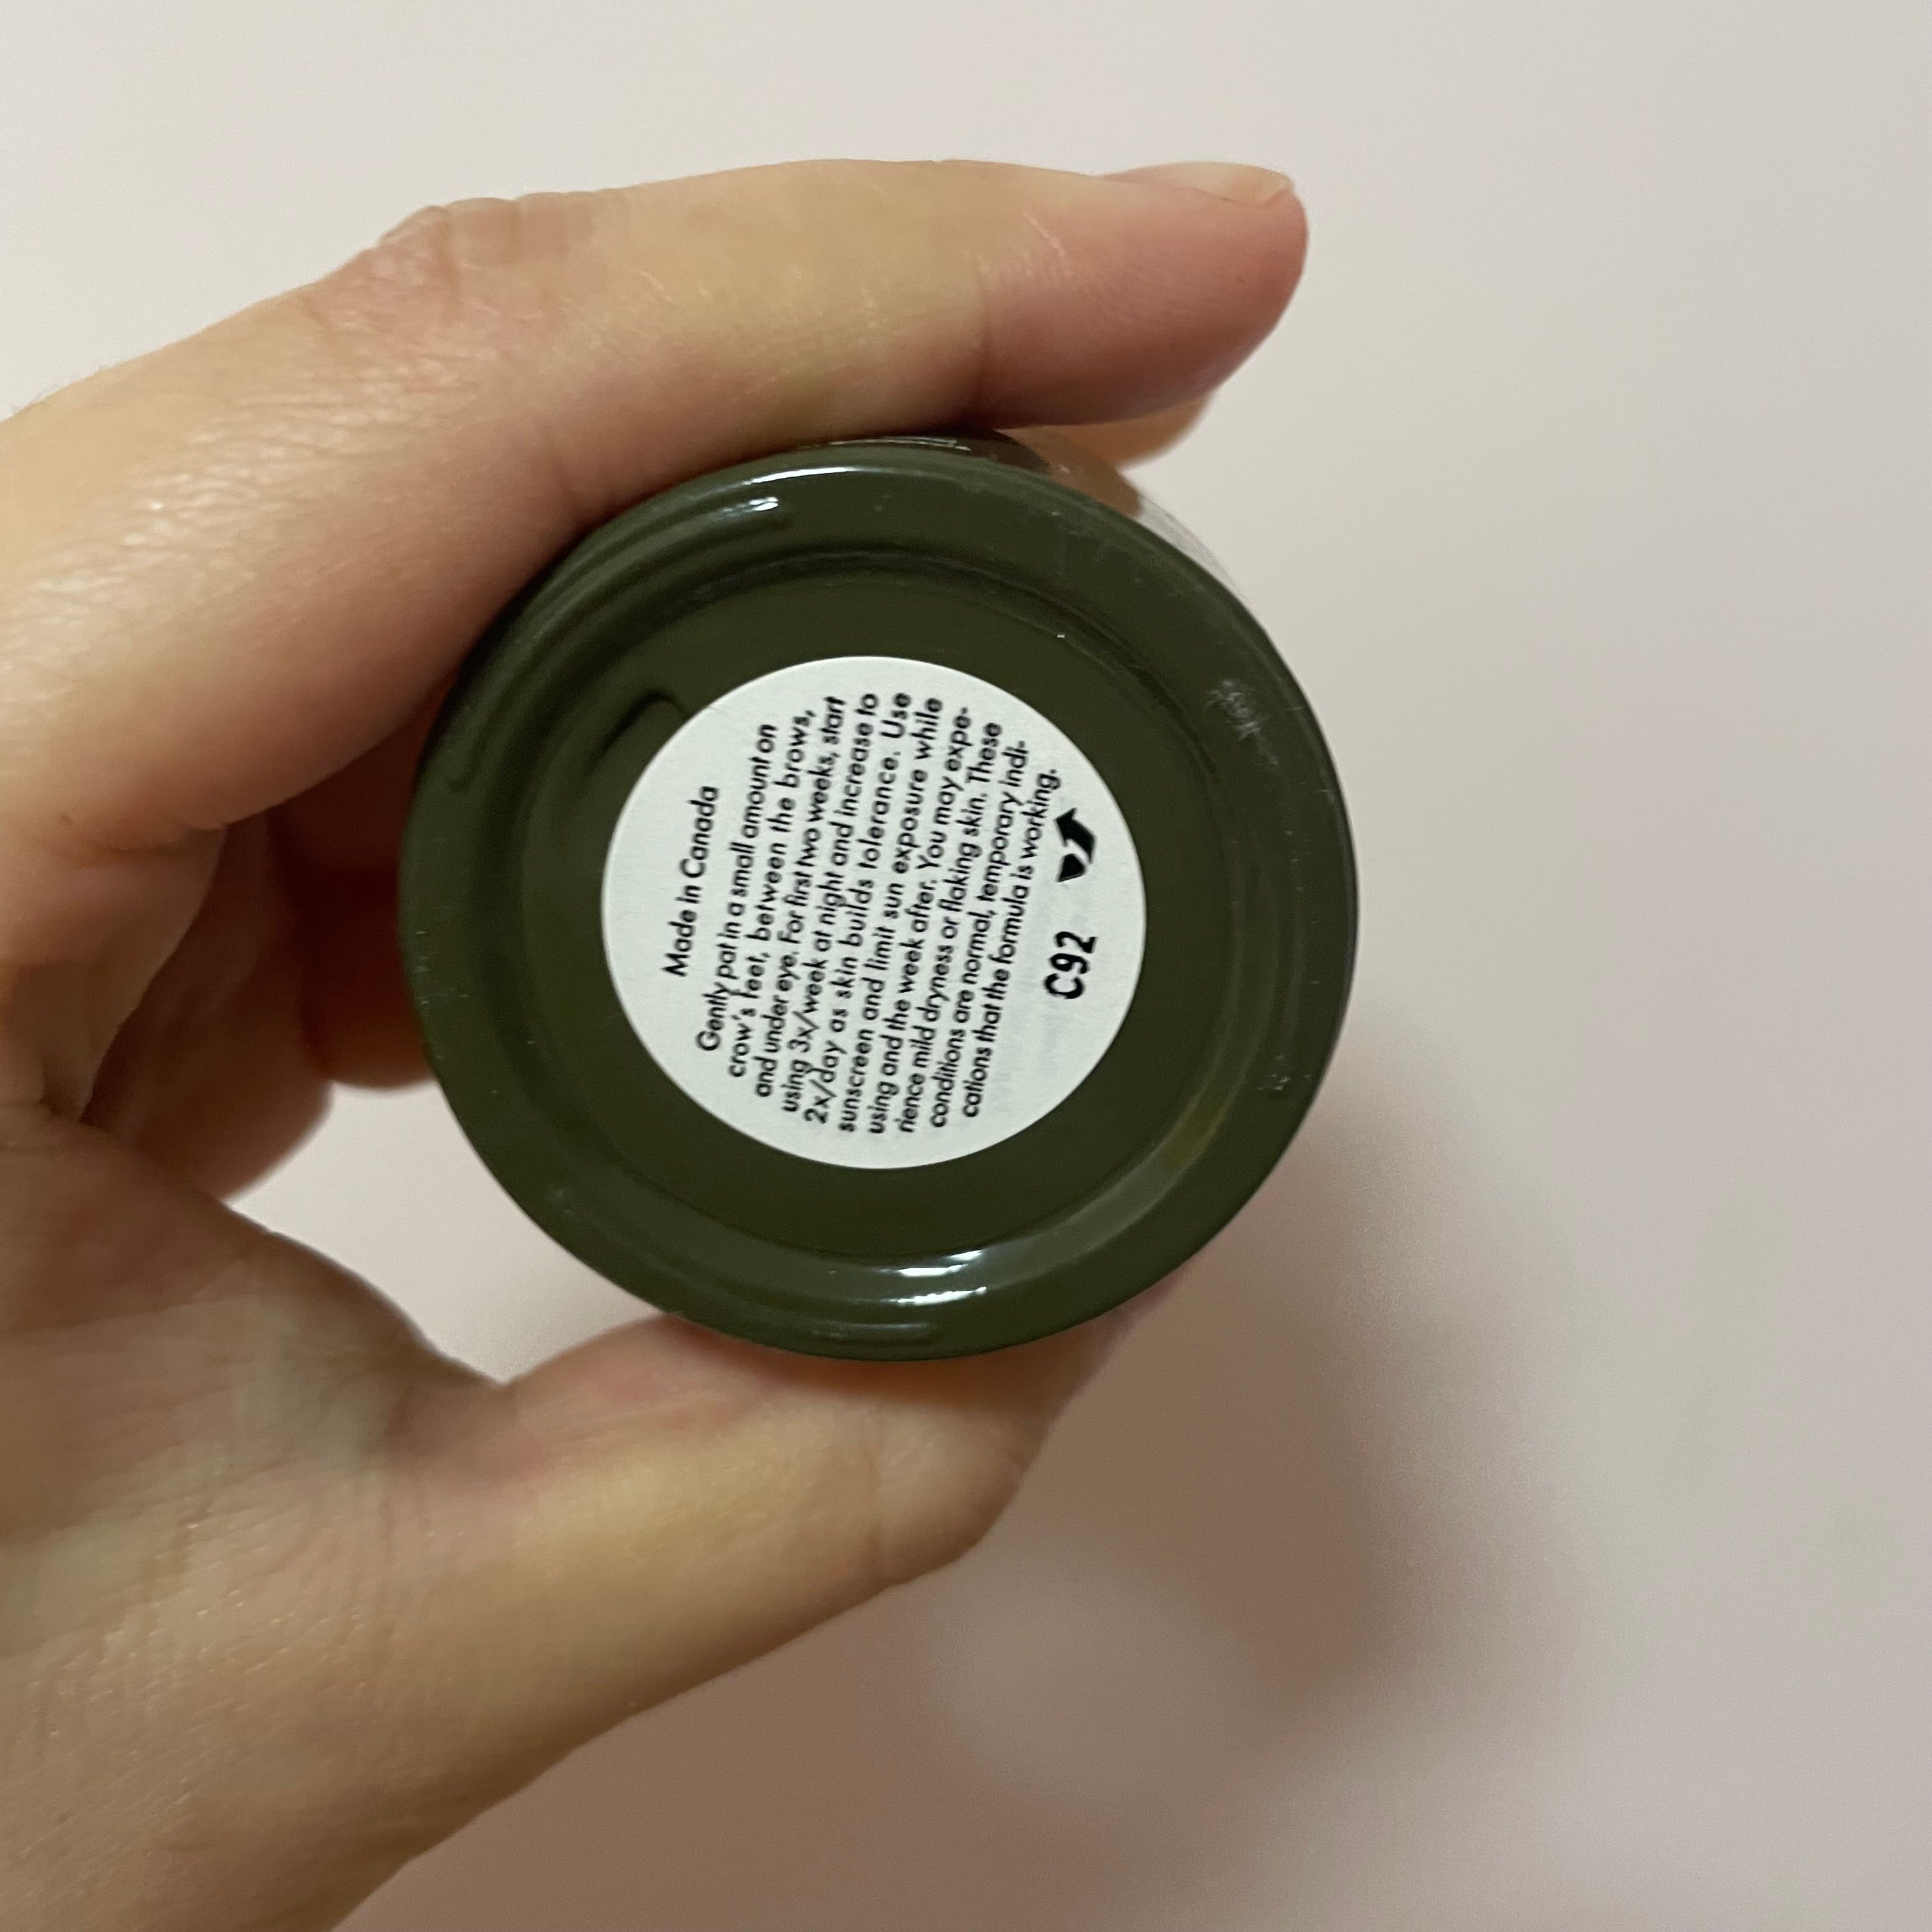 Made in Canada
Gently pat in a small amount on
crow's feet, between the brows,
and under eye. For first two weeks, start
using 3x/week at night and increase to
2x/day as skin builds tolerance. Use
sunscreen and limit sun exposure while
using and the week after. You may expe-
rience mild dryness or flaking skin. These
conditions are normal, temporary indi-
cations that the formula is working.
C92